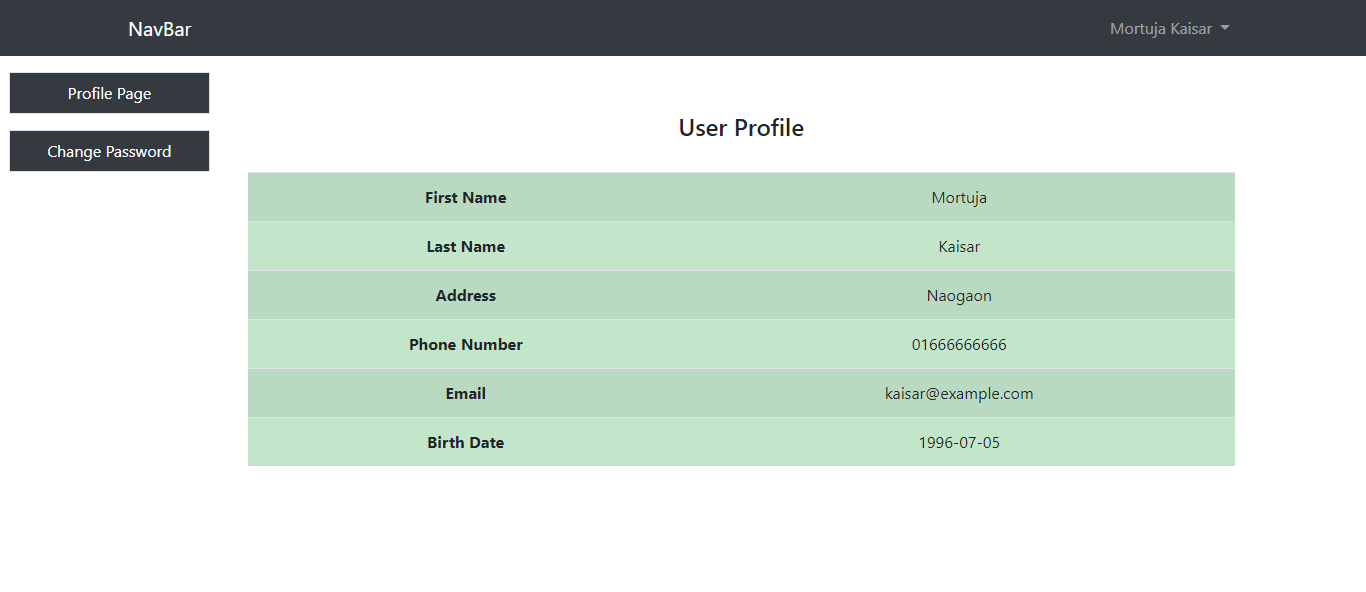 NavBar Mortuja Kaisar
Profile Page
Change Password
User Profile
First Name Mortuja
Last Name Kaisar
Address Naogaon
Phone Number 01666666666
Email kaisar@example.com
Birth Date 1996-07-05